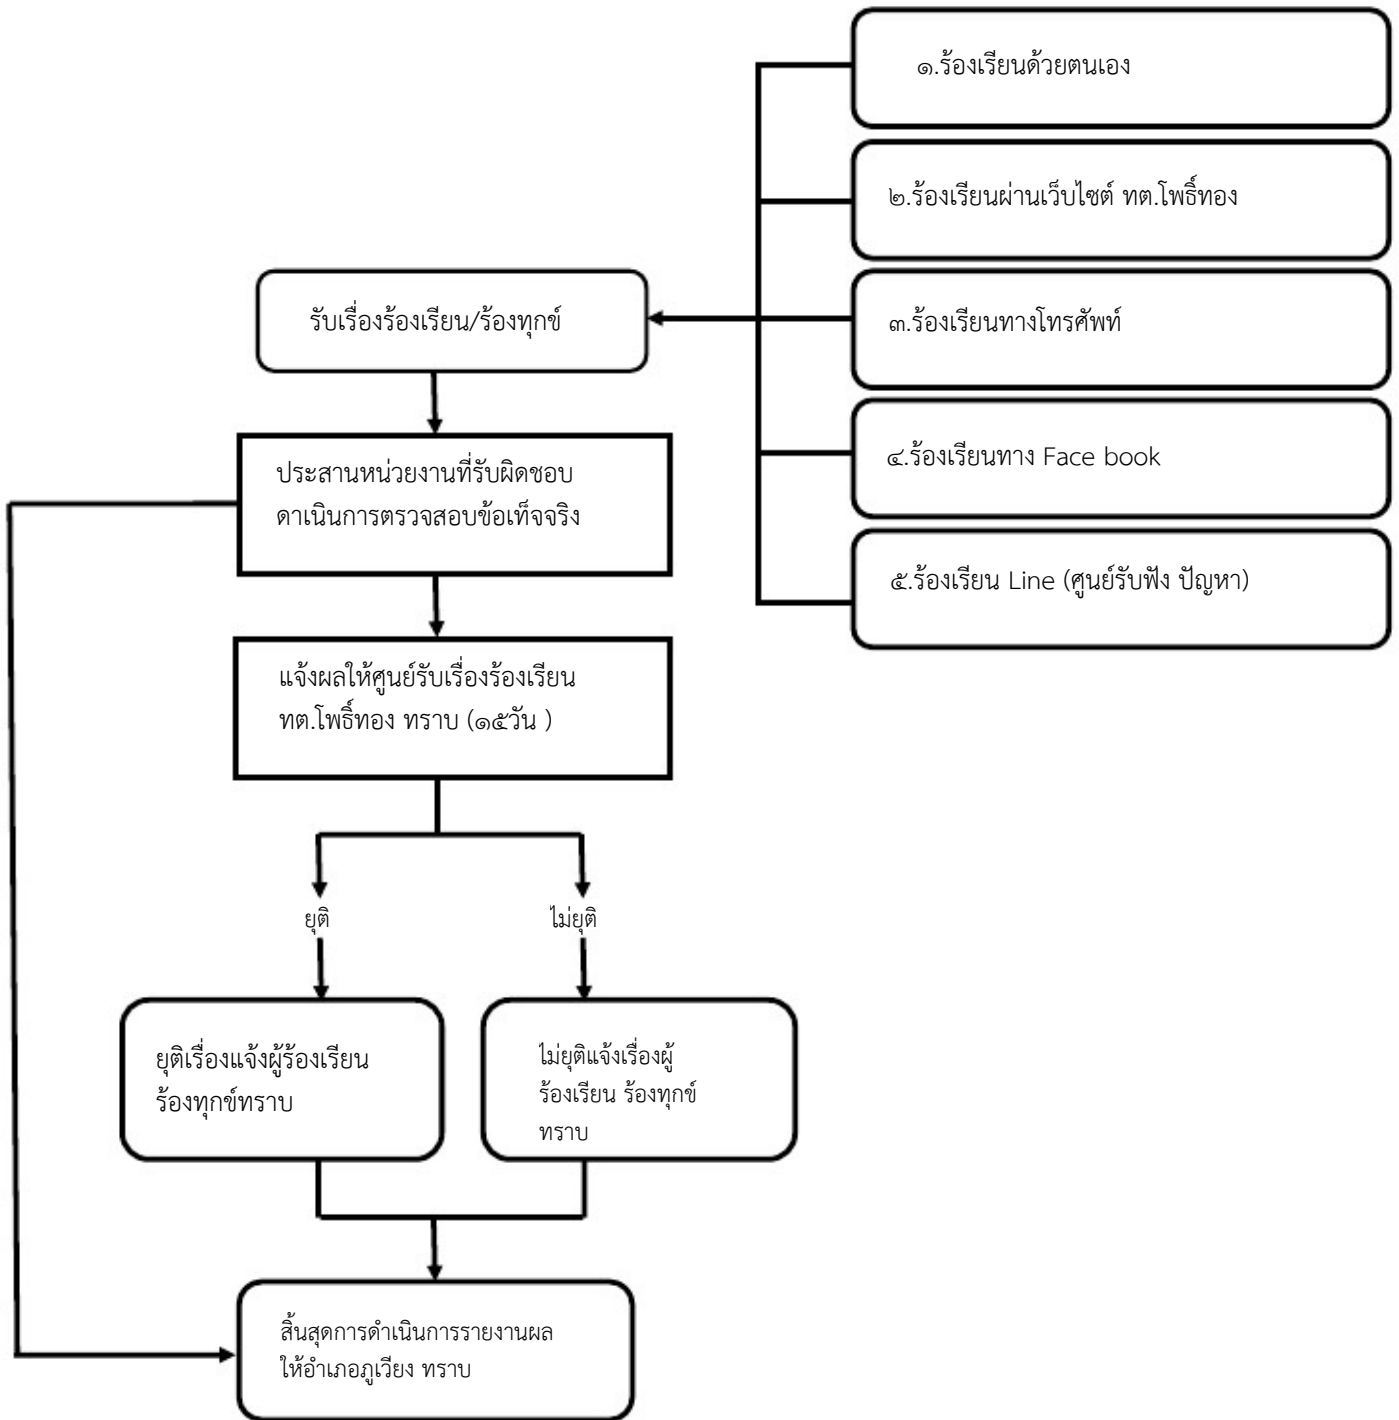 ๑.ร้องเรียนด้วยตนเอง
๒.ร้องเรียนผ่านเว็บไซต์ ทต.โพธิ์ทอง
รับเรื่องร้องเรียน/ร้องทุกข์
๓.ร้องเรียนทางโทรศัพท์
๔.ร้องเรียนทาง Face book
ประสานหน่วยงานที่รับผิดชอบ
ดาเนินการตรวจสอบข้อเท็จจริง
๕.ร้องเรียน Line (ศูนย์รับฟัง ปัญหา)
แจ้งผลให้ศูนย์รับเรื่องร้องเรียน
ทต.โพธิ์ทอง ทราบ (๑๕วัน )
ยุติ
ไม่ยุติ
ยุติเรื่องแจ้งผู้ร้องเรียน
ร้องทุกข์ทราบ
ไม่ยุติแจ้งเรื่องผู้
ร้องเรียน ร้องทุกข์
ทราบ
สิ้นสุดการดำเนินการรายงานผล
ให้อำเภอภูเวียง ทราบ